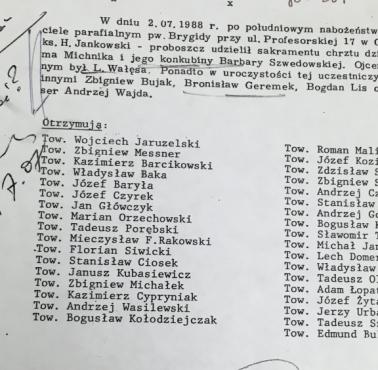 x x
W dniu 2.07.1988 r. po południowym nabożeństw
ciele parafialnym pw. Brygidy przy ul. Profesorskiej 17 w G
ks. H. Jankowski - proboszcz udzielił sakramentu chrztu dzi
ma Michnika i jego konkubiny Barbary Szwedowskiej. Ojce
nym był L. Wałęsa. Ponadto w uroczystości tej uczestniczy
innymi Zbigniew Bujak, Bronisław Geremek, Bogdan Lis o
ser Andrzej Wajda.
Otrzymują:
Tow. Wojciech Jaruzelski
Tow. Zbigniew Messner
Tow. Kazimierz Barcikowski
Tow. Władysław Baka
Tow. Józef Baryła
Tow. Józef Czyrek
Tow. Jan Główczyk
Tow. Marian Orzechowski
Tow. Tadeusz Porębski
Tow. Mieczysław F.Rakowski
Tow. Florian Siwicki
Tow. Stanisław Ciosek
Tow. Janusz Kubasiewicz
Tow. Zbigniew Michałek
Tow. Kazimierz Cypryniak
Tow. Andrzej Wasilewski
Tow. Bogusław Kołodziejczak
Tow. Roman Mali
Tow. Józef Kozi
Tow. Zdzisław
Tow. Zbigniew S
Tow. Andrzej Cz
Tow. Stanisław
Tow. Andrzej Ge
Tow. Bogusław
Tow. Sławomir T
Tow. Michał Jan
Tow. Lech Domer
Tow. Władysław
Tow. Tadeusz Ol
Tow. Adam Łopat
Tow. Józef Żyta
Tow. Jerzy Urba
Tow. Tadeusz Sz
Tow. Edmund Bu